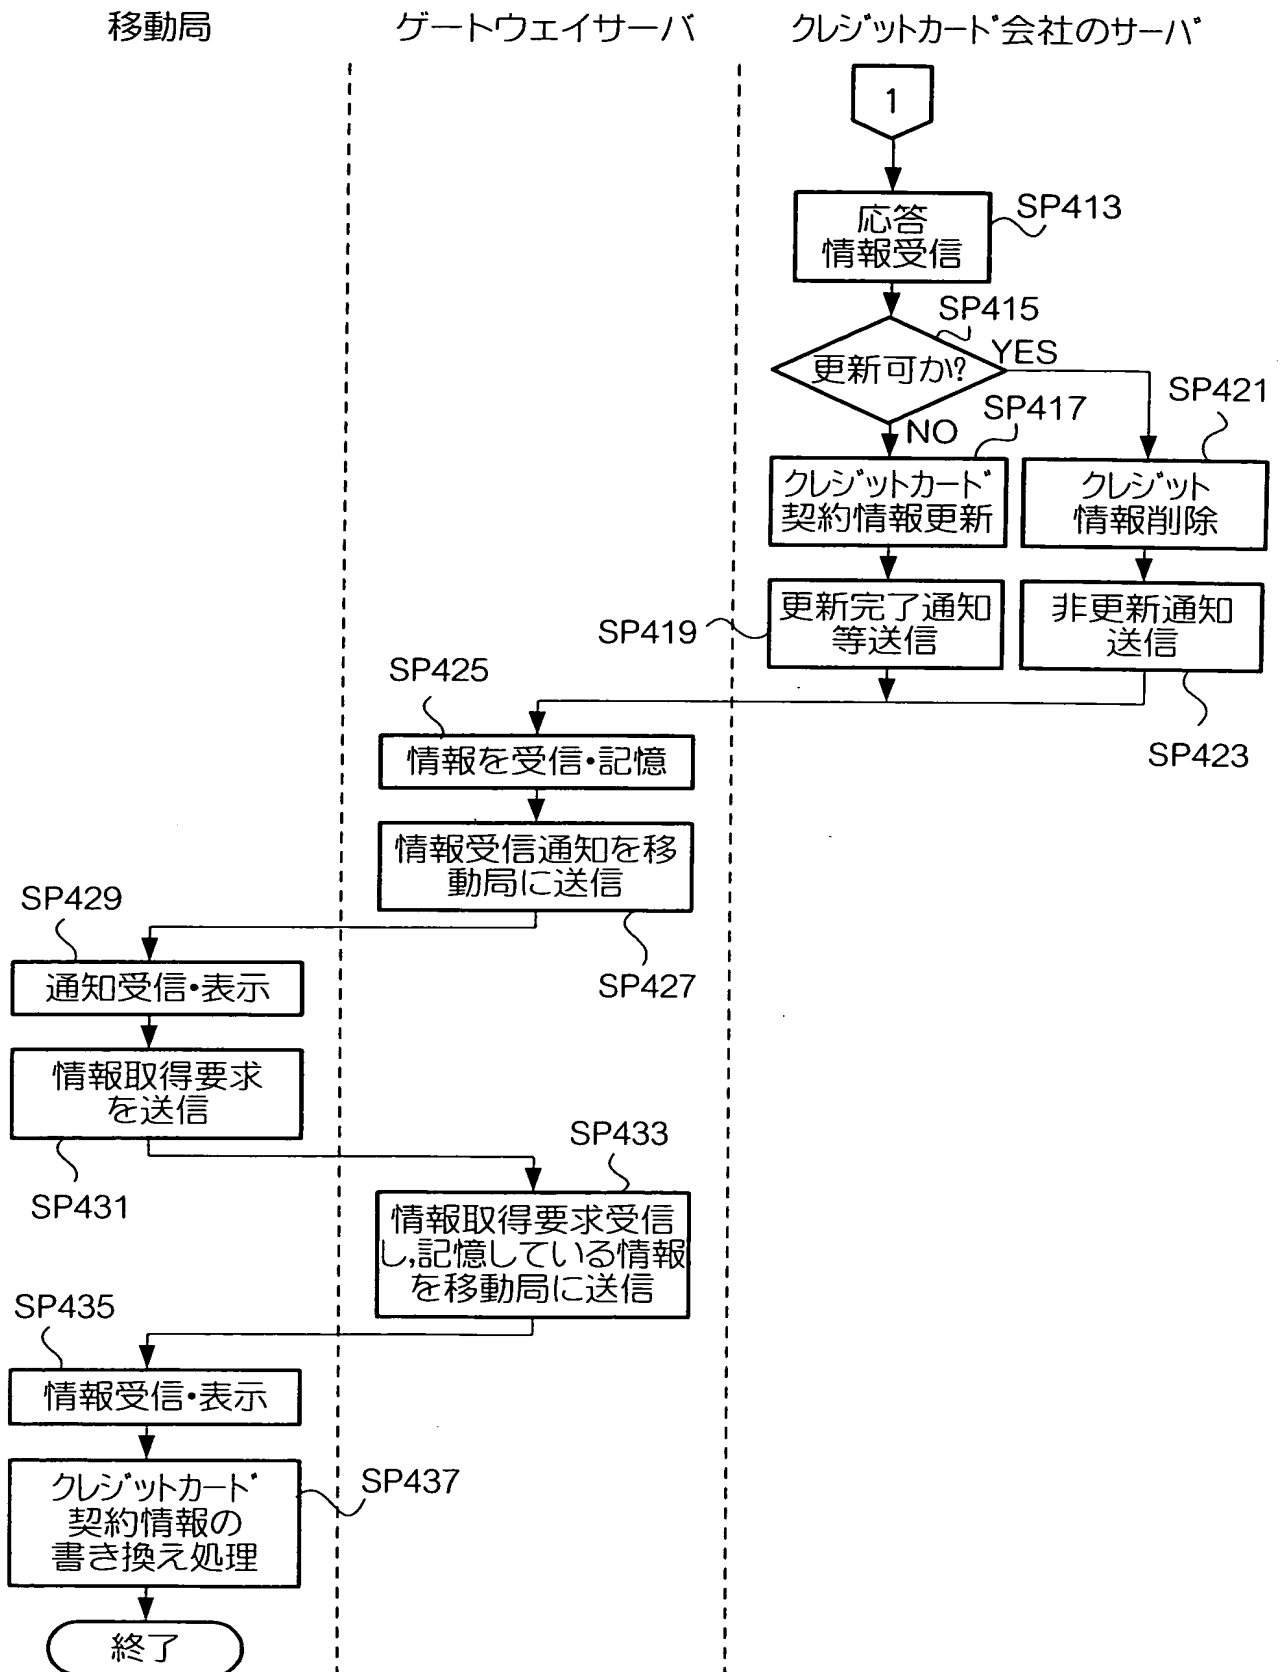 移動局
ゲートウェイサーバ
クレジットカード会社のサーバ
1
応答
情報受信
SP413
SP415
更新可か?
YES
NO
SP417
SP421
クレジットカード
契約情報更新
クレジット
情報削除
SP419
更新完了通知
等送信
非更新通知
送信
SP423
SP425
情報を受信・記憶
情報受信通知を移
動局に送信
SP427
SP429
通知受信・表示
情報取得要求
を送信
SP431
SP433
情報取得要求受信
し,記憶している情報
を移動局に送信
SP435
情報受信・表示
クレジットカード
契約情報の
書き換え処理
SP437
終了